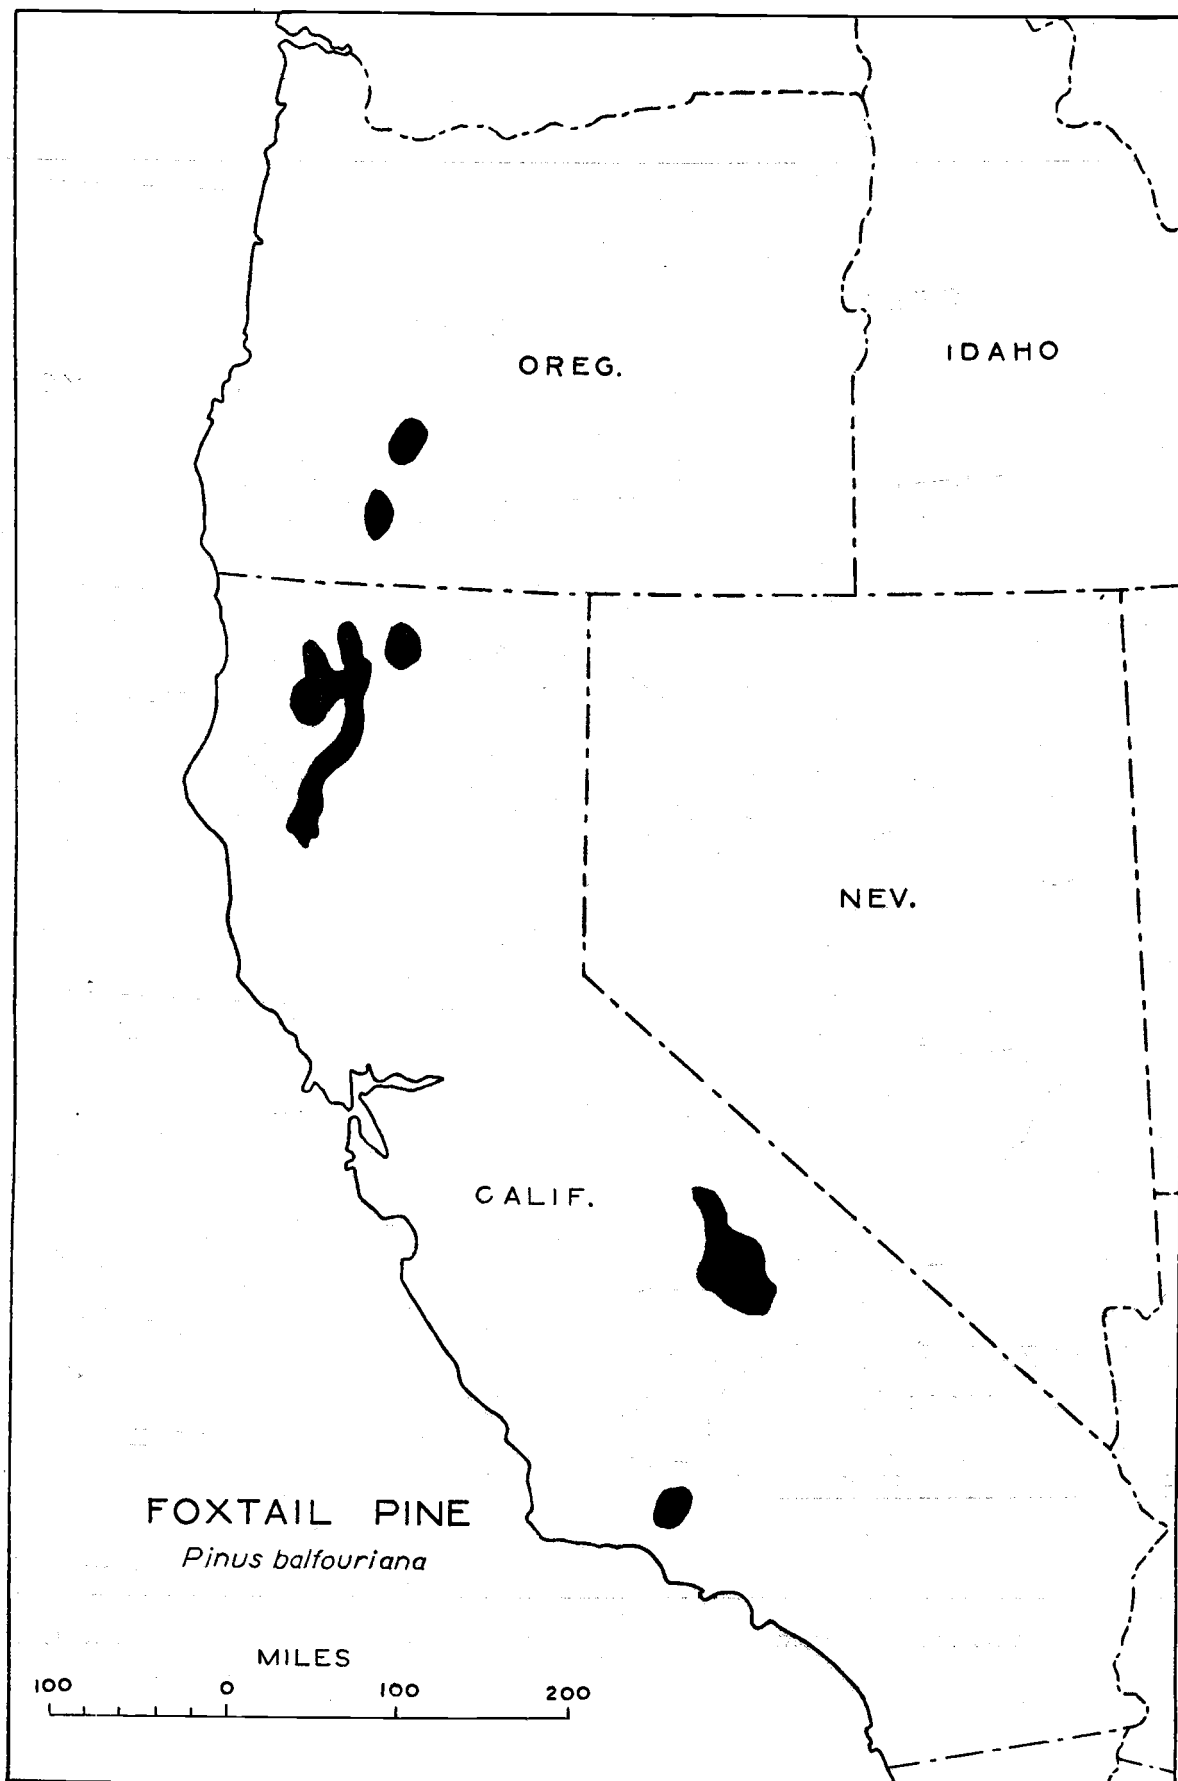 OREG.
IDAHO
NEV.
CALIF.
FOXTAIL PINE
Pinus balfouriana
MILES
100 0 100 200